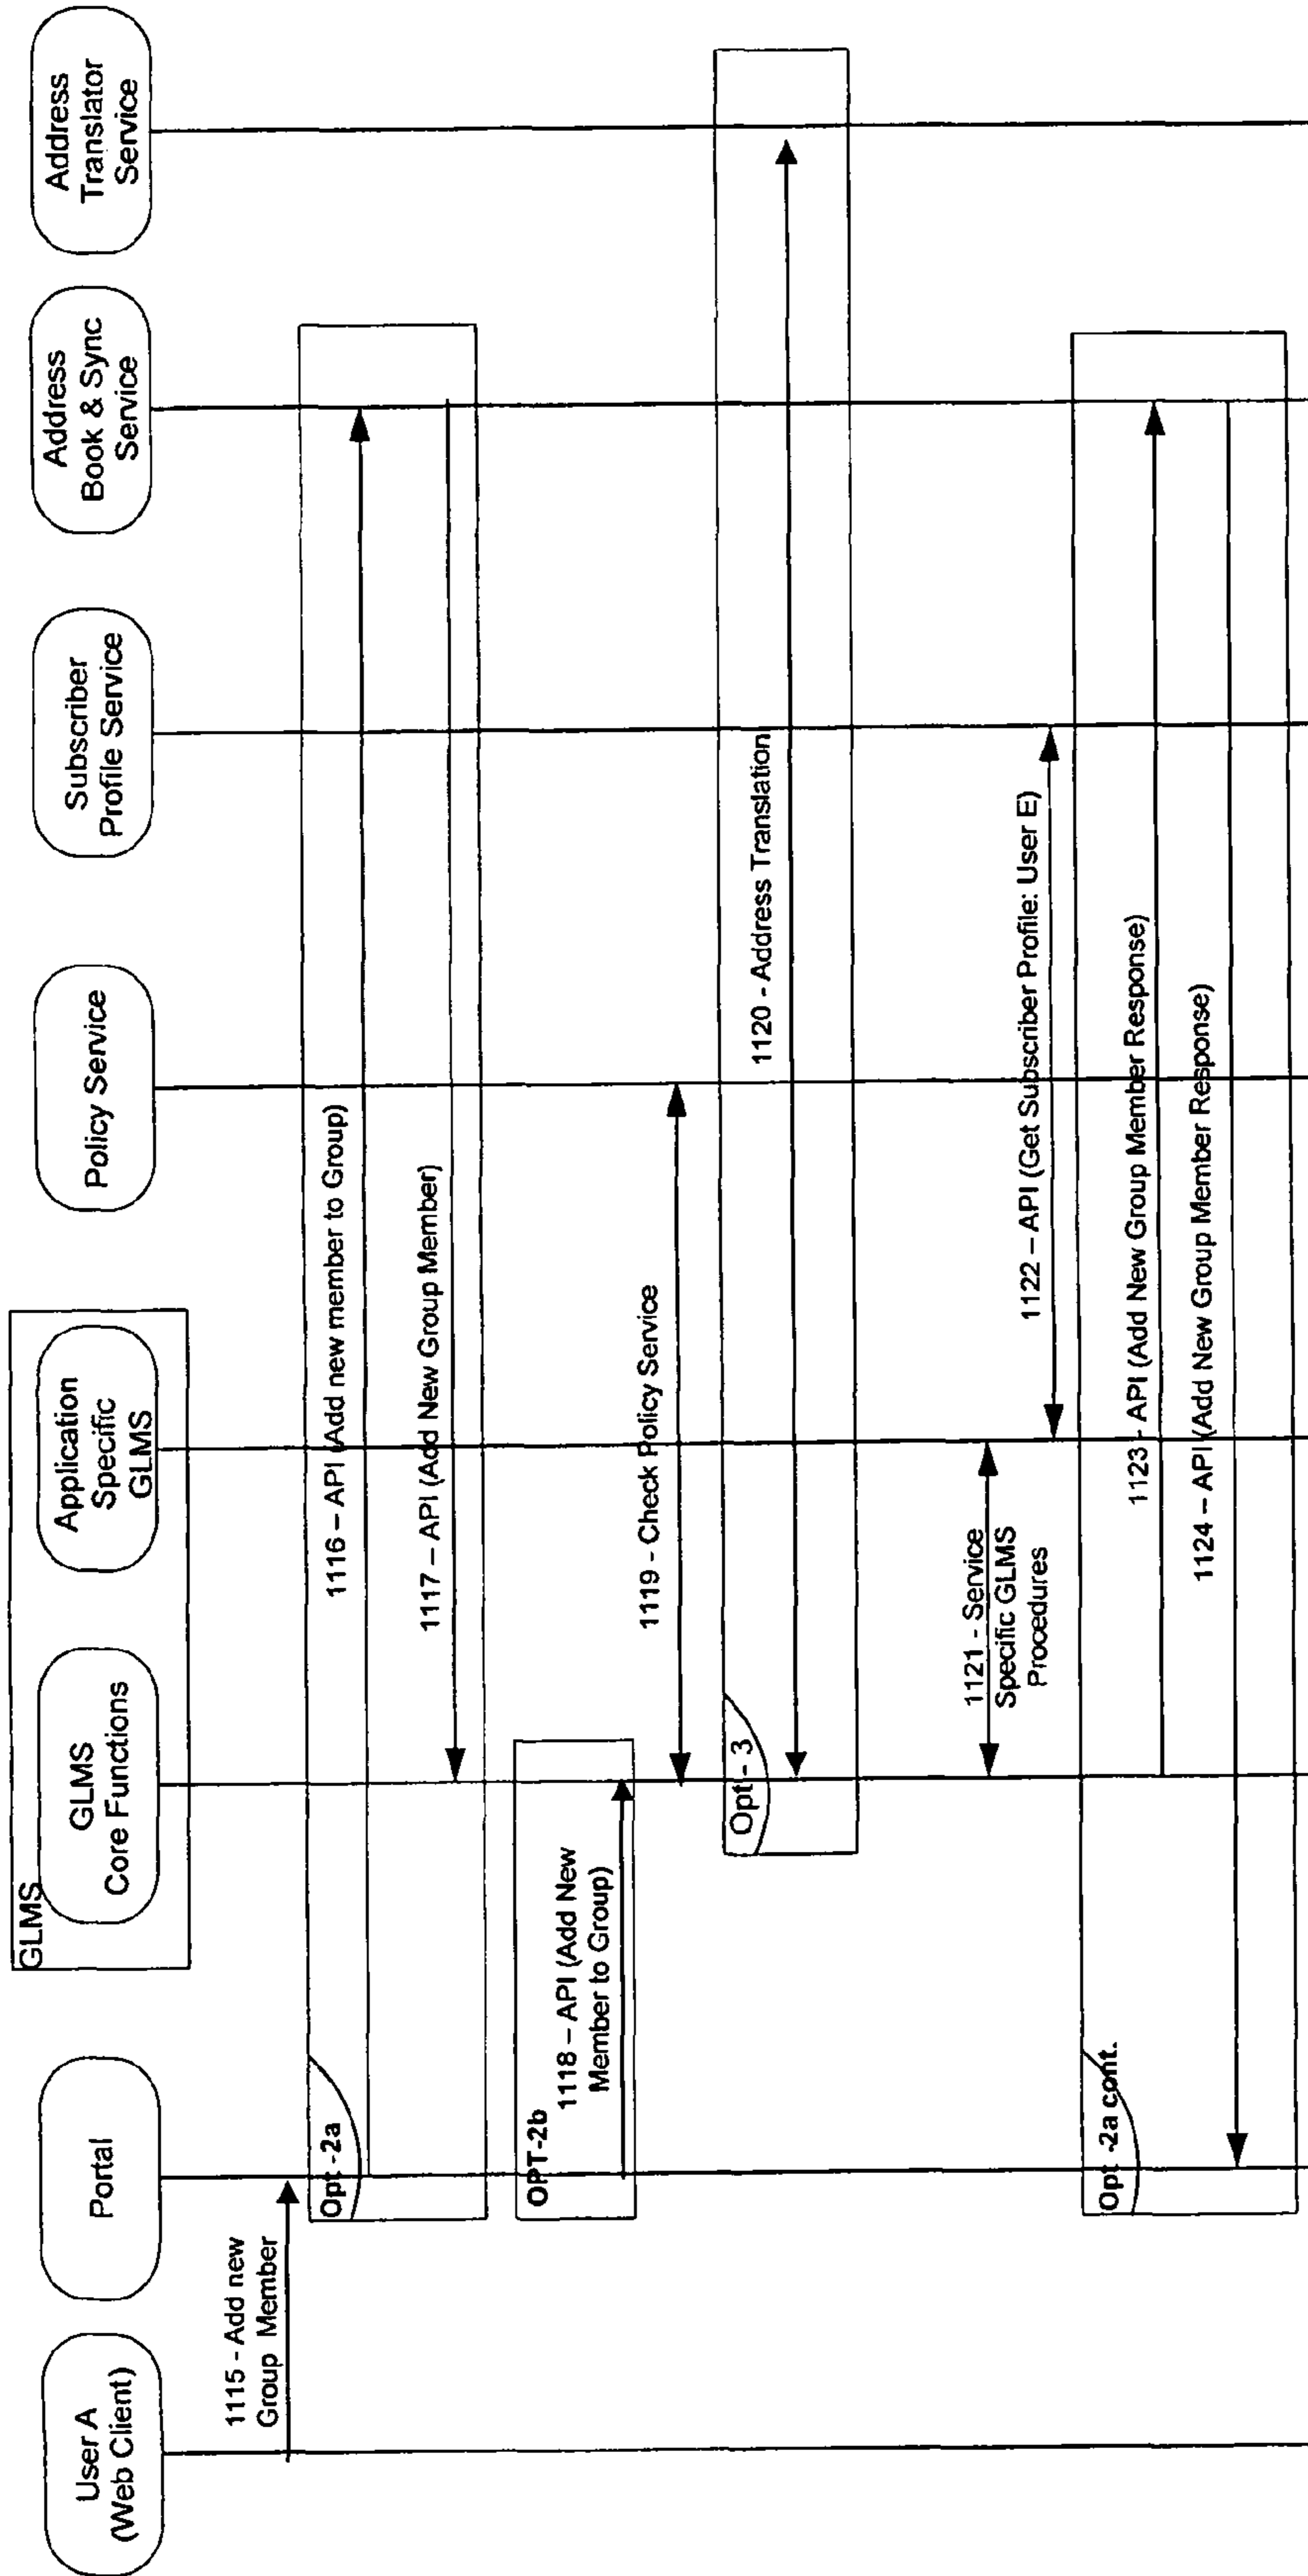 User A
(Web Client)
Portal
GLMS
GLMS
Core Functions
Application
Specific
GLMS
Policy Service
Subscriber
Profile Service
Address
Book & Sync
Service
Address
Translator
Service
1115 - Add new
Group Member
Opt -2a
1116 – API (Add new member to Group)
1117 – API (Add New Group Member)
OPT-2b
1118 – API (Add New
Member to Group)
1119 - Check Policy Service
Opt - 3
1120 - Address Translation
1121 - Service
Specific GLMS
Procedures
1122 – API (Get Subscriber Profile: User E)
Opt -2a cont.
1123 - API (Add New Group Member Response)
1124 – API (Add New Group Member Response)